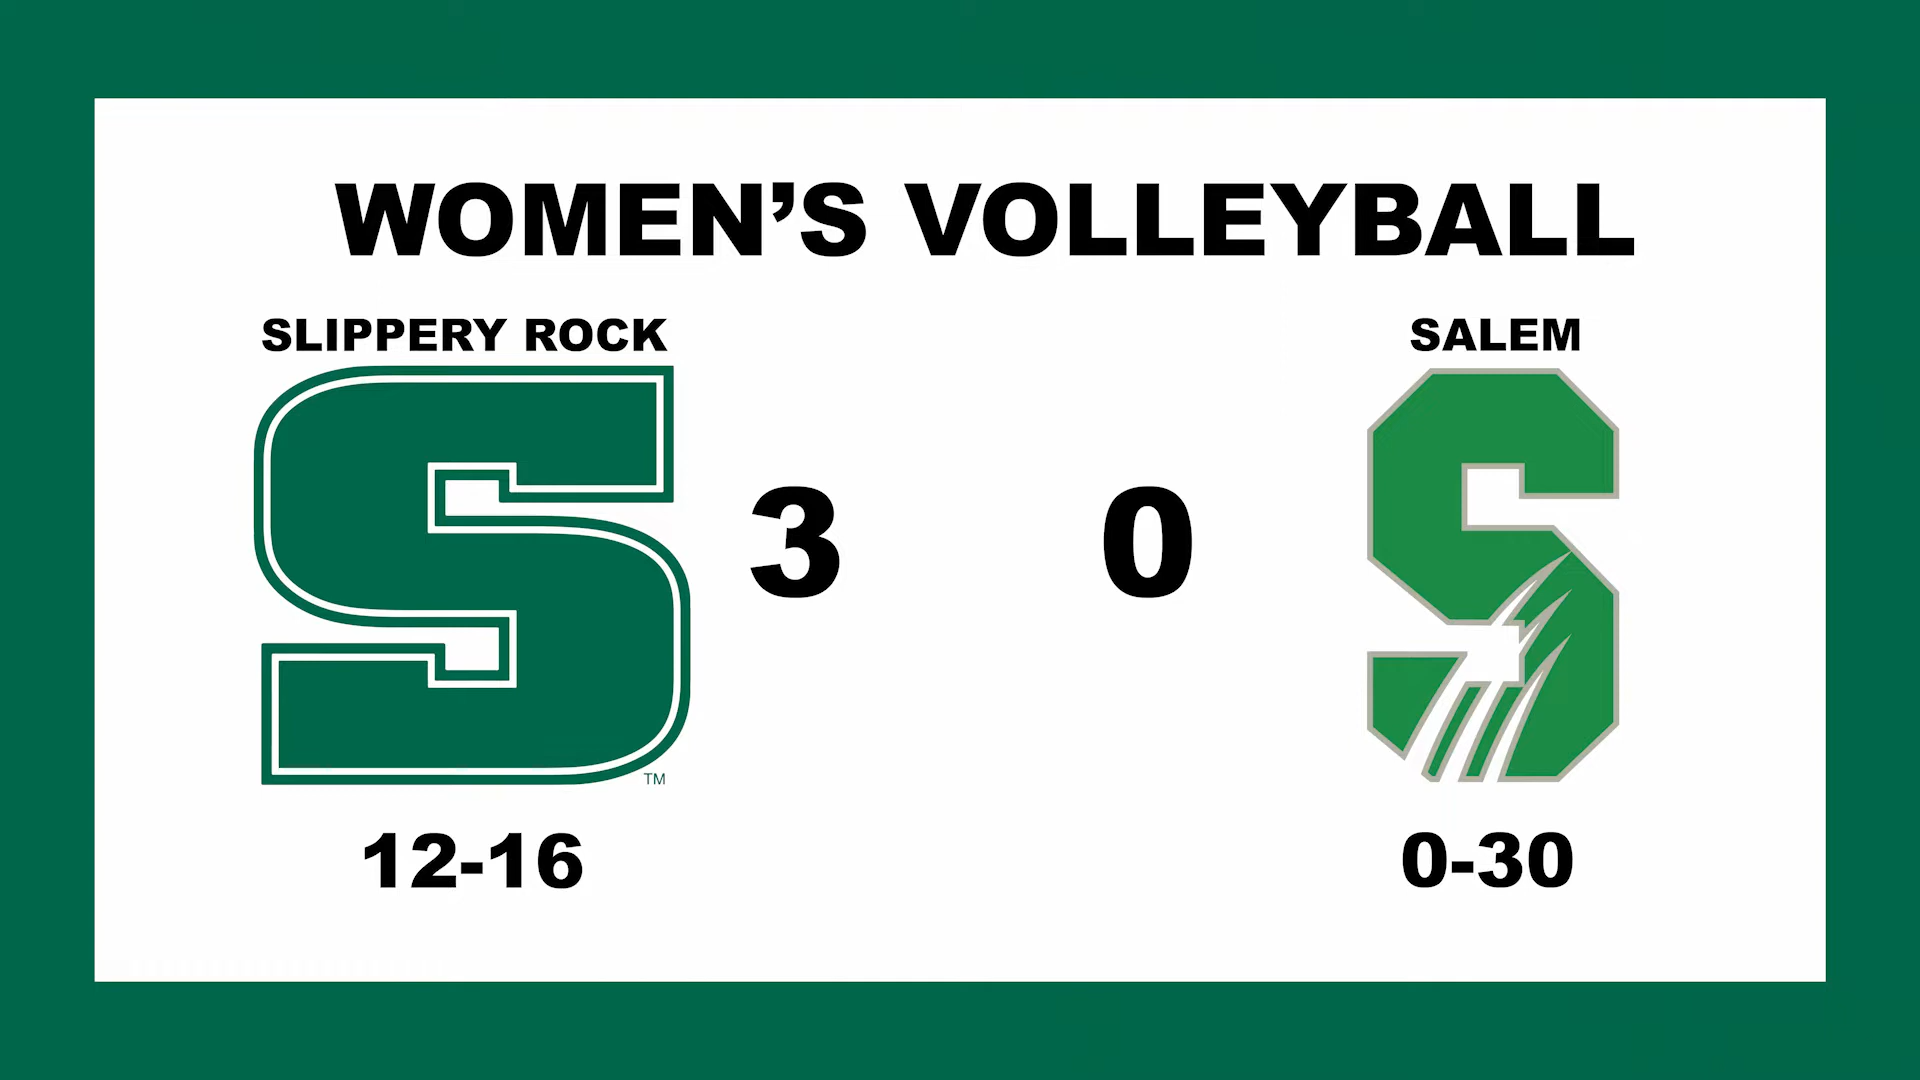 WOMEN’S VOLLEYBALL
SLIPPERY ROCK
SALEM
S
3
0
S
TM
12-16
0-30